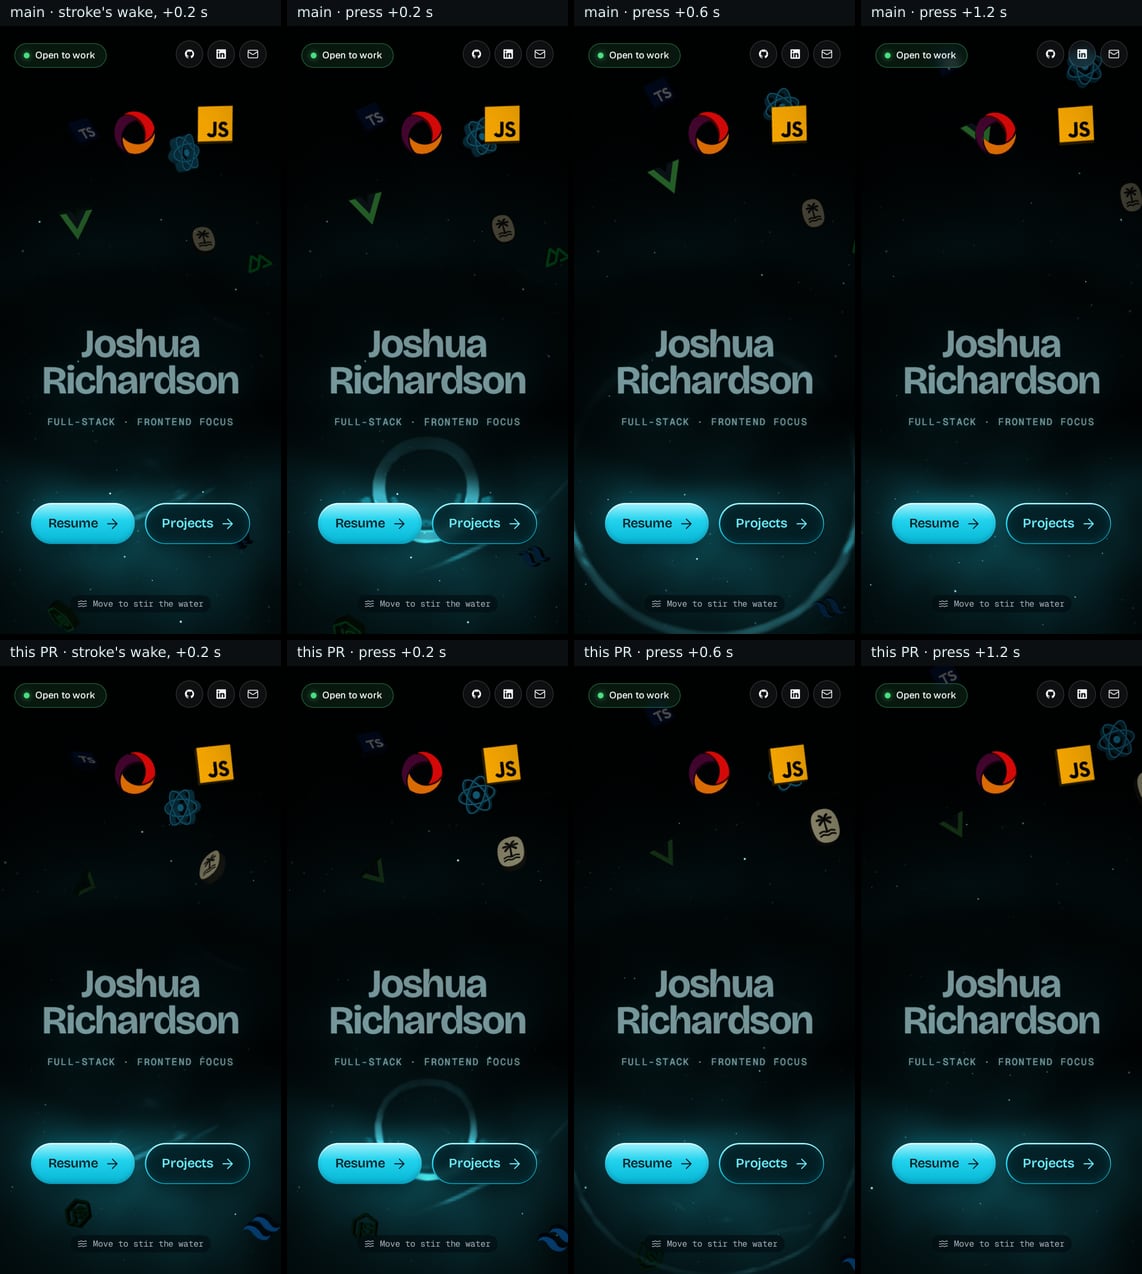 main · stroke's wake, +0.2 s
Open to work
TS
JS
Joshua
Richardson
FULL-STACK · FRONTEND FOCUS
Resume
Projects
Move to stir the water
main · press +0.2 s
Open to work
TS
JS
Joshua
Richardson
FULL-STACK · FRONTEND FOCUS
Resume
Projects
Move to stir the water
main · press +0.6 s
Open to work
TS
JS
Joshua
Richardson
FULL-STACK · FRONTEND FOCUS
Resume
Projects
Move to stir the water
main · press +1.2 s
Open to work
JS
Joshua
Richardson
FULL-STACK · FRONTEND FOCUS
Resume
Projects
Move to stir the water
this PR · stroke's wake, +0.2 s
Open to work
TS
JS
Joshua
Richardson
FULL-STACK · FRONTEND FOCUS
Resume
Projects
Move to stir the water
this PR · press +0.2 s
Open to work
TS
JS
Joshua
Richardson
FULL-STACK · FRONTEND FOCUS
Resume
Projects
Move to stir the water
this PR · press +0.6 s
Open to work
TS
JS
Joshua
Richardson
FULL-STACK · FRONTEND FOCUS
Resume
Projects
Move to stir the water
this PR · press +1.2 s
TS
Open to work
JS
Joshua
Richardson
FULL-STACK · FRONTEND FOCUS
Resume
Projects
Move to stir the water